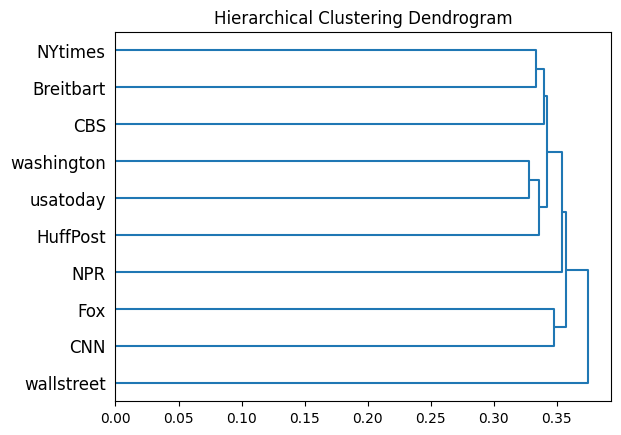 Hierarchical Clustering Dendrogram
NYtimes
Breitbart
CBS
washington
usatoday
HuffPost
NPR
Fox
CNN
wallstreet
0.00 0.05 0.10 0.15 0.20 0.25 0.30 0.35